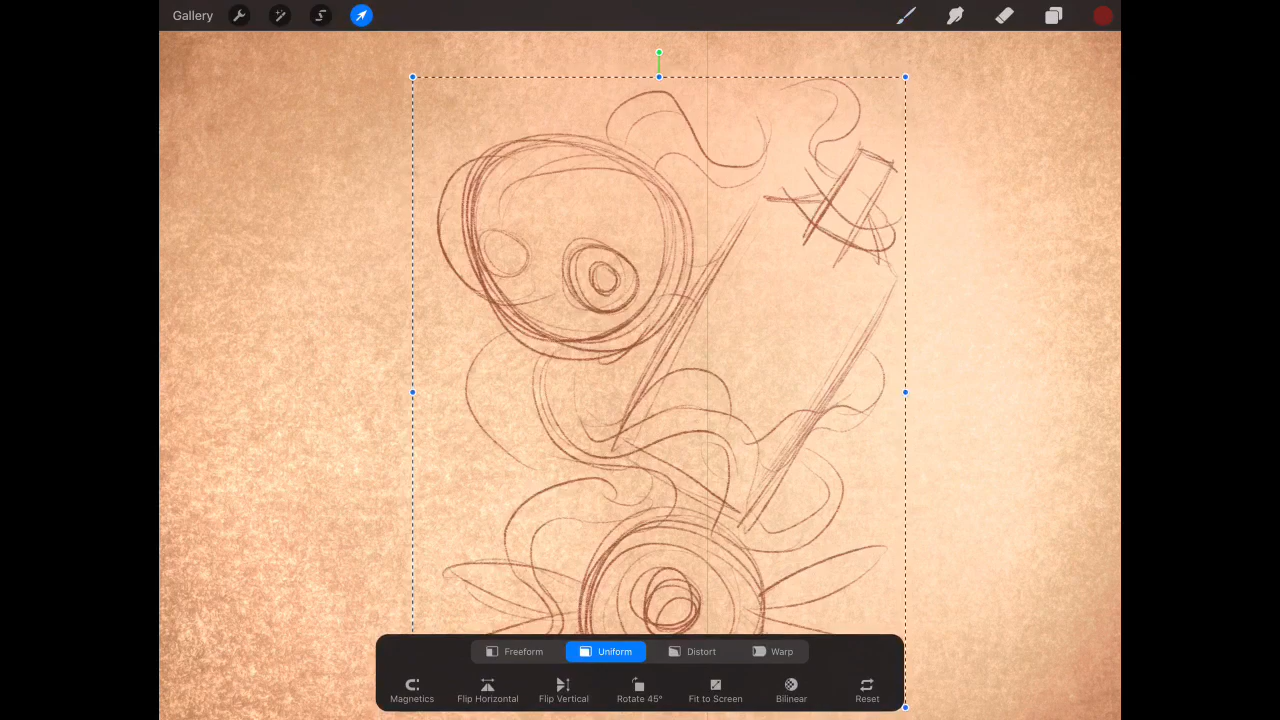 Gallery
Freeform Uniform Distort Warp
Magnetics Flip Horizontal Flip Vertical Rotate 45° Fit to Screen Bilinear Reset